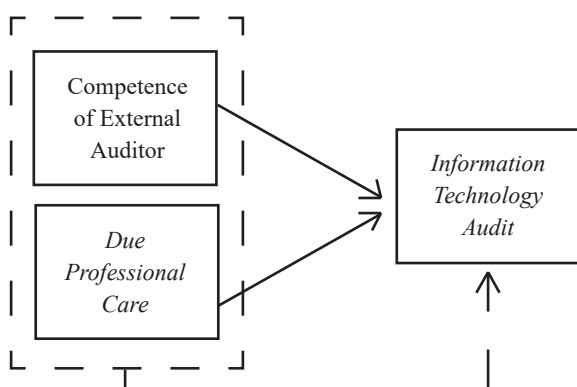 Competence
of External
Auditor
Due
Professional
Care
Information
Technology
Audit